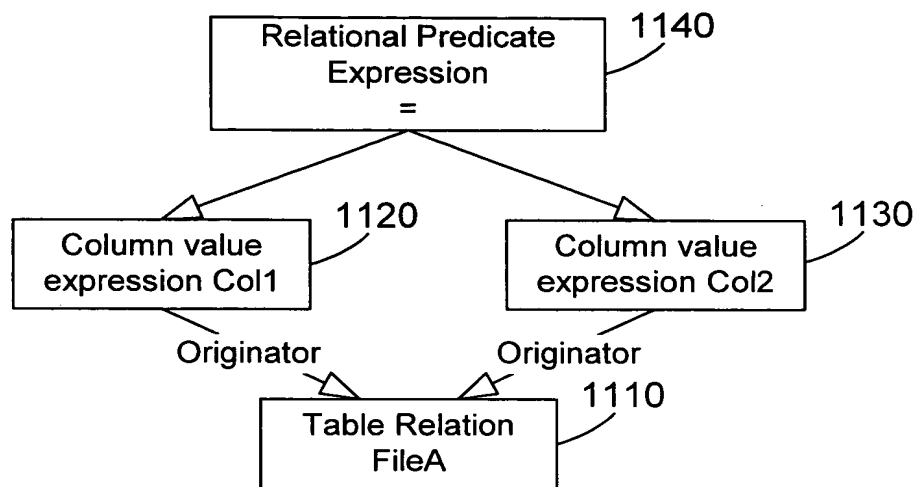 Relational Predicate
Expression
=
1140
Column value
expression Col1
1120
Column value
expression Col2
1130
Originator
Originator
Table Relation
FileA
1110